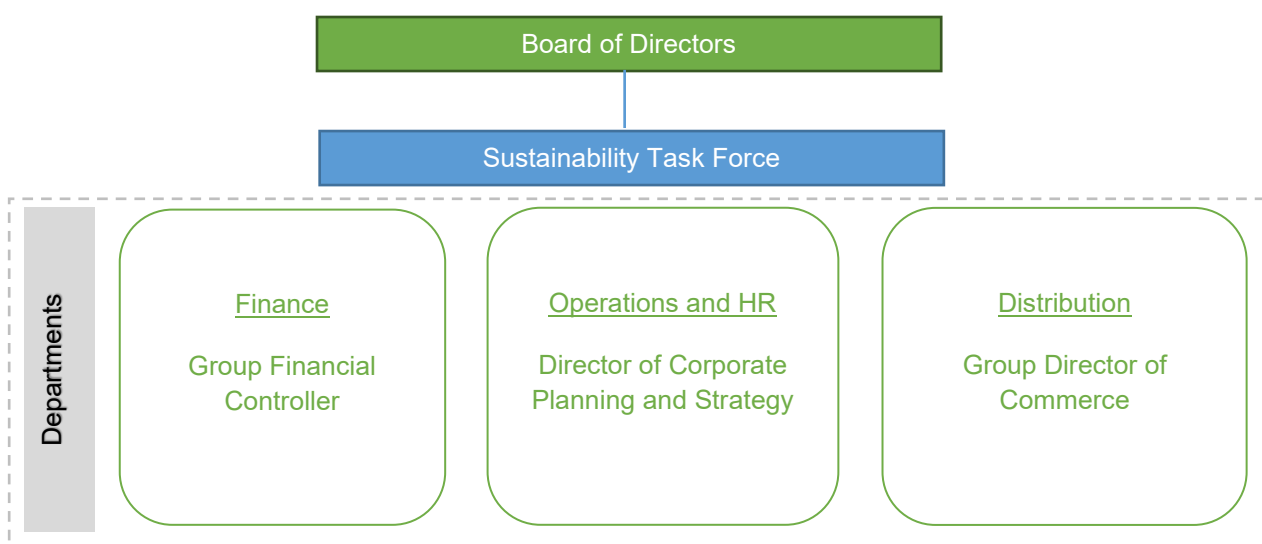 Board of Directors
Sustainability Task Force
Departments
Finance
Group Financial
Controller
Operations and HR
Director of Corporate
Planning and Strategy
Distribution
Group Director of
Commerce